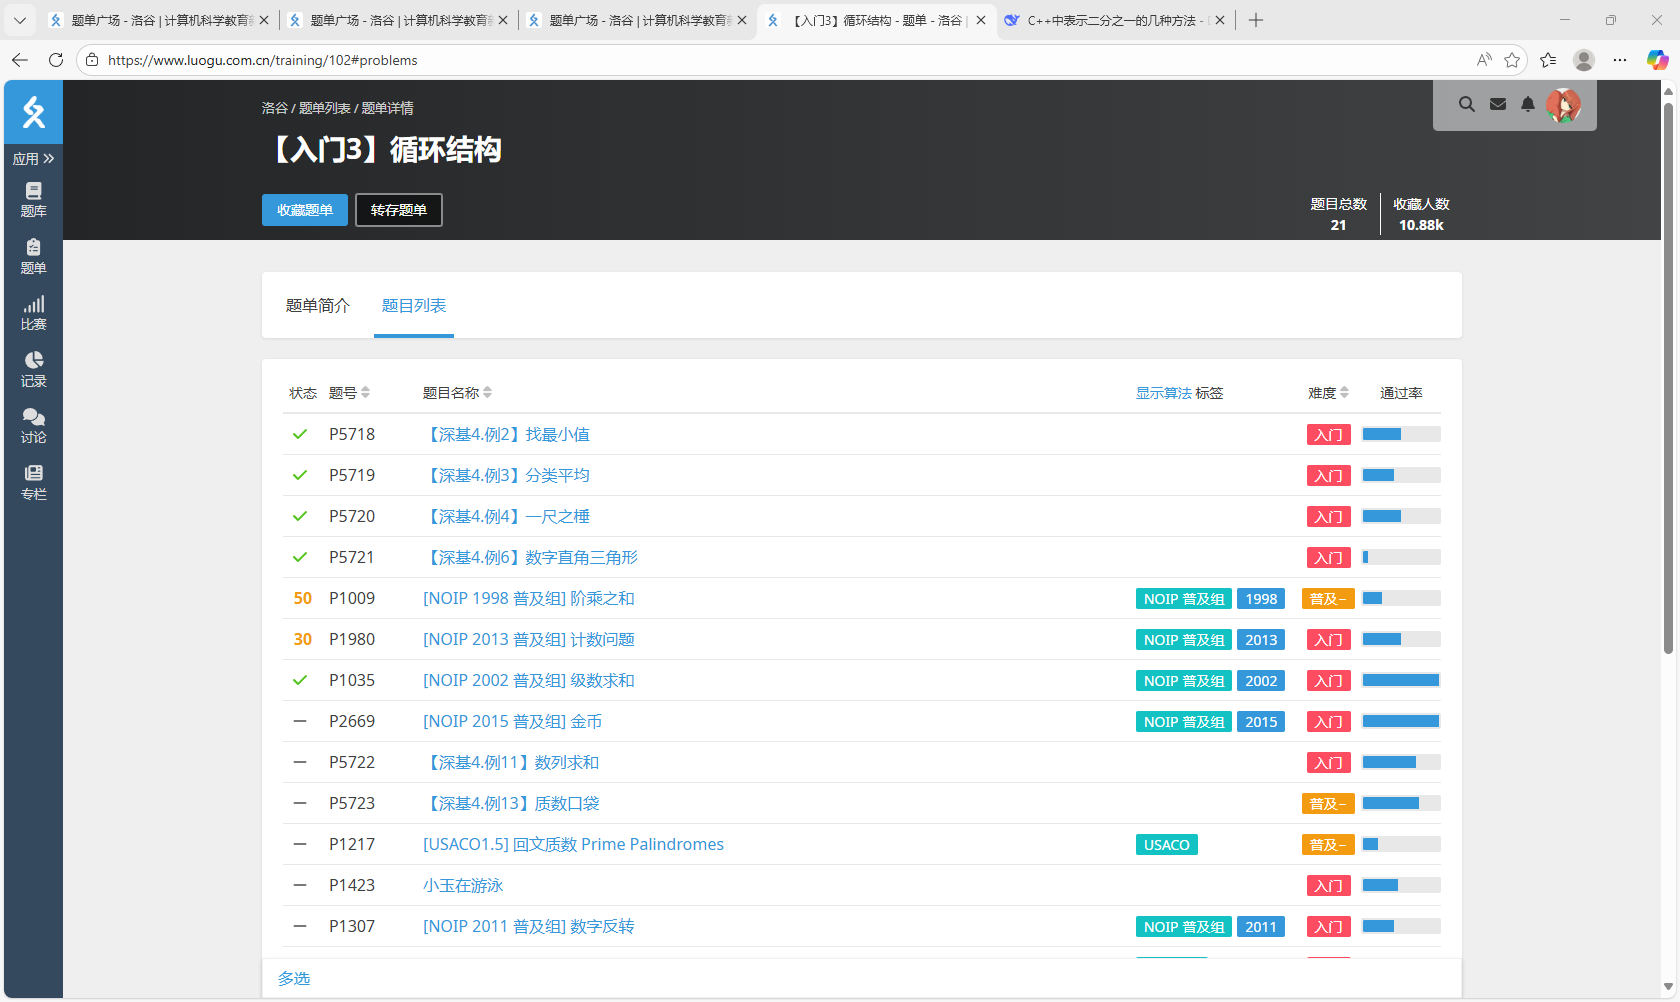 题单广场 - 洛谷 | 计算机科学教育新
题单广场 - 洛谷 | 计算机科学教育新
题单广场 - 洛谷 | 计算机科学教育新
【入门3】循环结构 - 题单 - 洛谷 |
C++中表示二分之一的几种方法 -
https://www.luogu.com.cn/training/102#problems
应用
题库
题单
比赛
记录
讨论
专栏
洛谷 / 题单列表 / 题单详情
【入门3】循环结构
收藏题单 转存题单
题目总数 收藏人数
21 10.88k
题单简介 题目列表
状态 题号 题目名称 显示算法 标签 难度 通过率
P5718 【深基4.例2】找最小值 入门
P5719 【深基4.例3】分类平均 入门
P5720 【深基4.例4】一尺之棰 入门
P5721 【深基4.例6】数字直角三角形 入门
50 P1009 [NOIP 1998 普及组] 阶乘之和 NOIP 普及组 1998 普及−
30 P1980 [NOIP 2013 普及组] 计数问题 NOIP 普及组 2013 入门
P1035 [NOIP 2002 普及组] 级数求和 NOIP 普及组 2002 入门
— P2669 [NOIP 2015 普及组] 金币 NOIP 普及组 2015 入门
— P5722 【深基4.例11】数列求和 入门
— P5723 【深基4.例13】质数口袋 普及−
— P1217 [USACO1.5] 回文质数 Prime Palindromes USACO 普及−
— P1423 小玉在游泳 入门
— P1307 [NOIP 2011 普及组] 数字反转 NOIP 普及组 2011 入门
多选